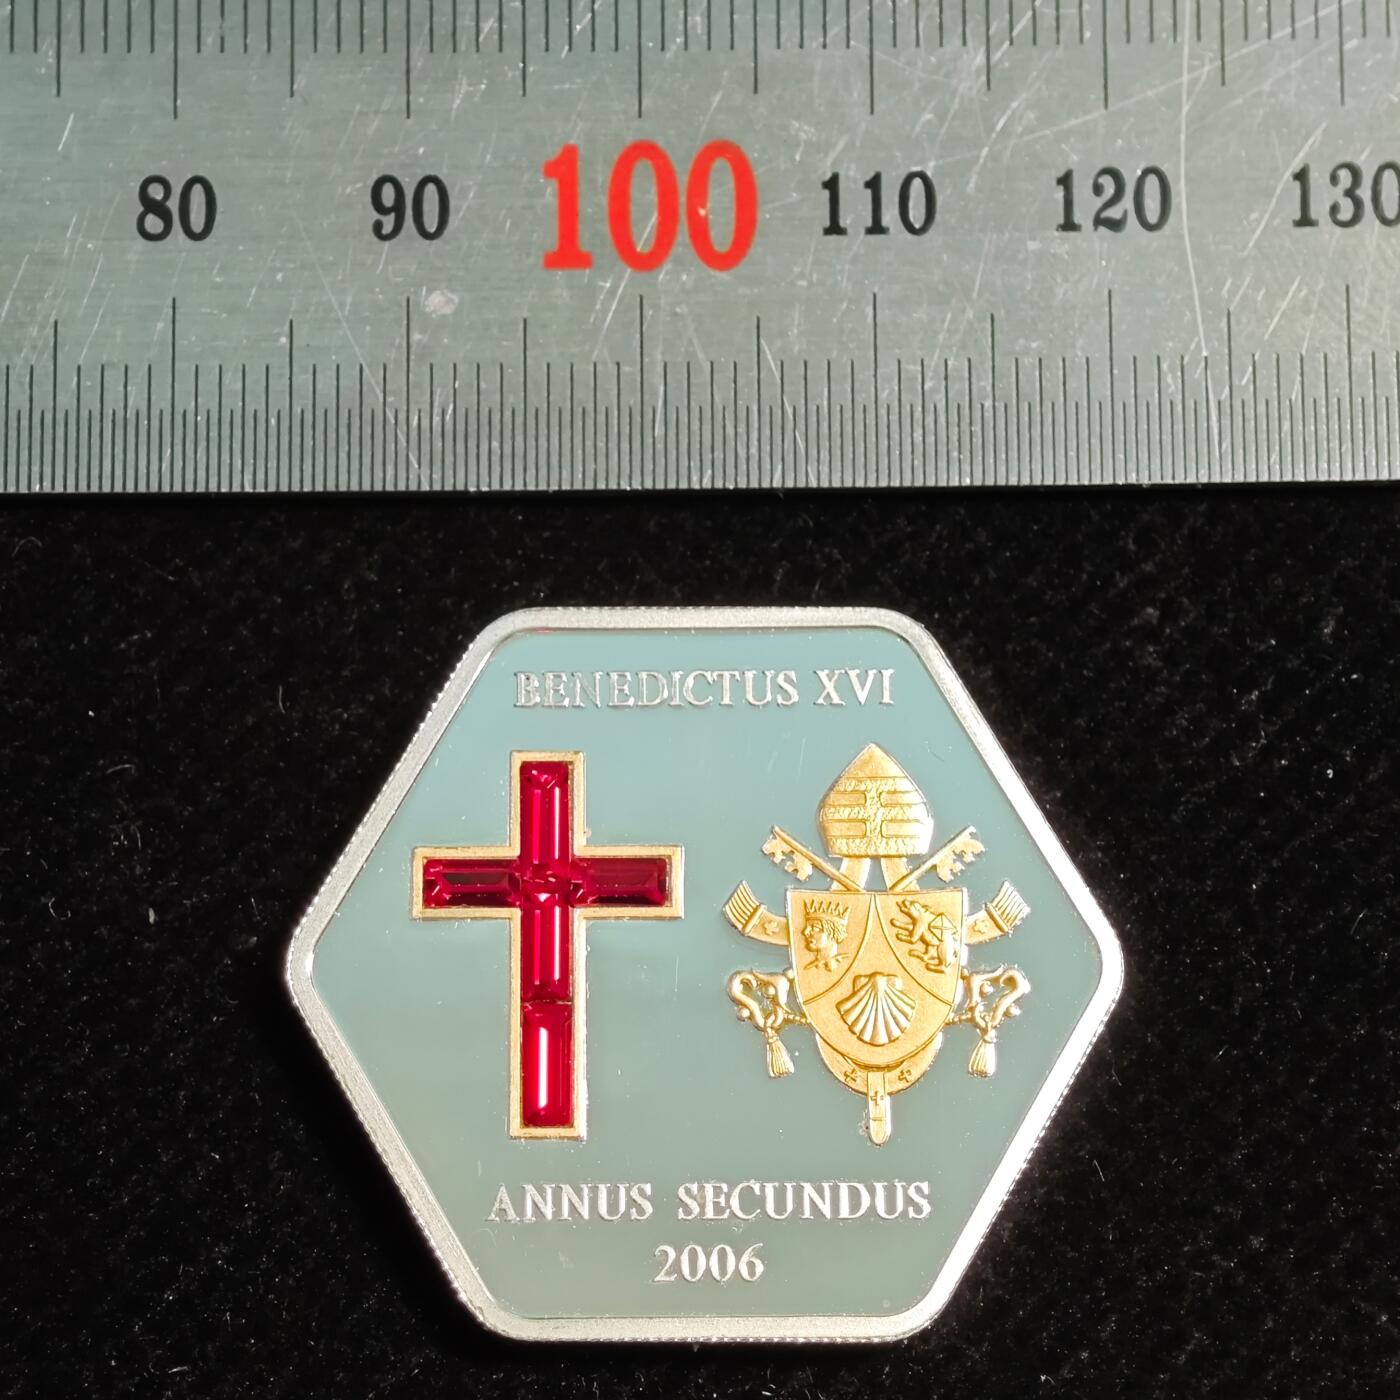 80 90 100 110 120 130
BENEDICTUS XVI
ANNUS SECUNDUS
2006